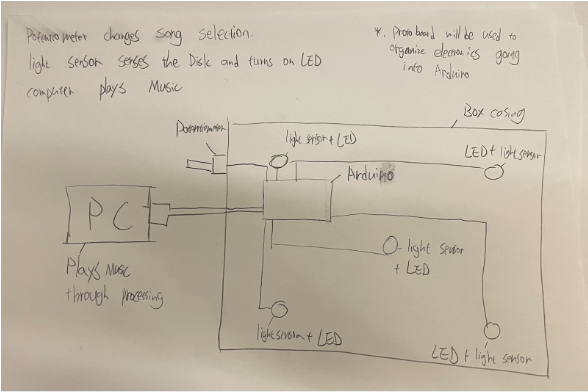 Potentiometer changes song selection.
light sensor senses the Disk and turns on LED
computer plays Music
*. Protoboard will be used to
organize electronics going
into Arduino
Box casing
Potentiometer
light sensor + LED
LED + light sensor
Arduino
PC
light sensor
+ LED
Plays Music
through processing
light sensor + LED
LED + light sensor